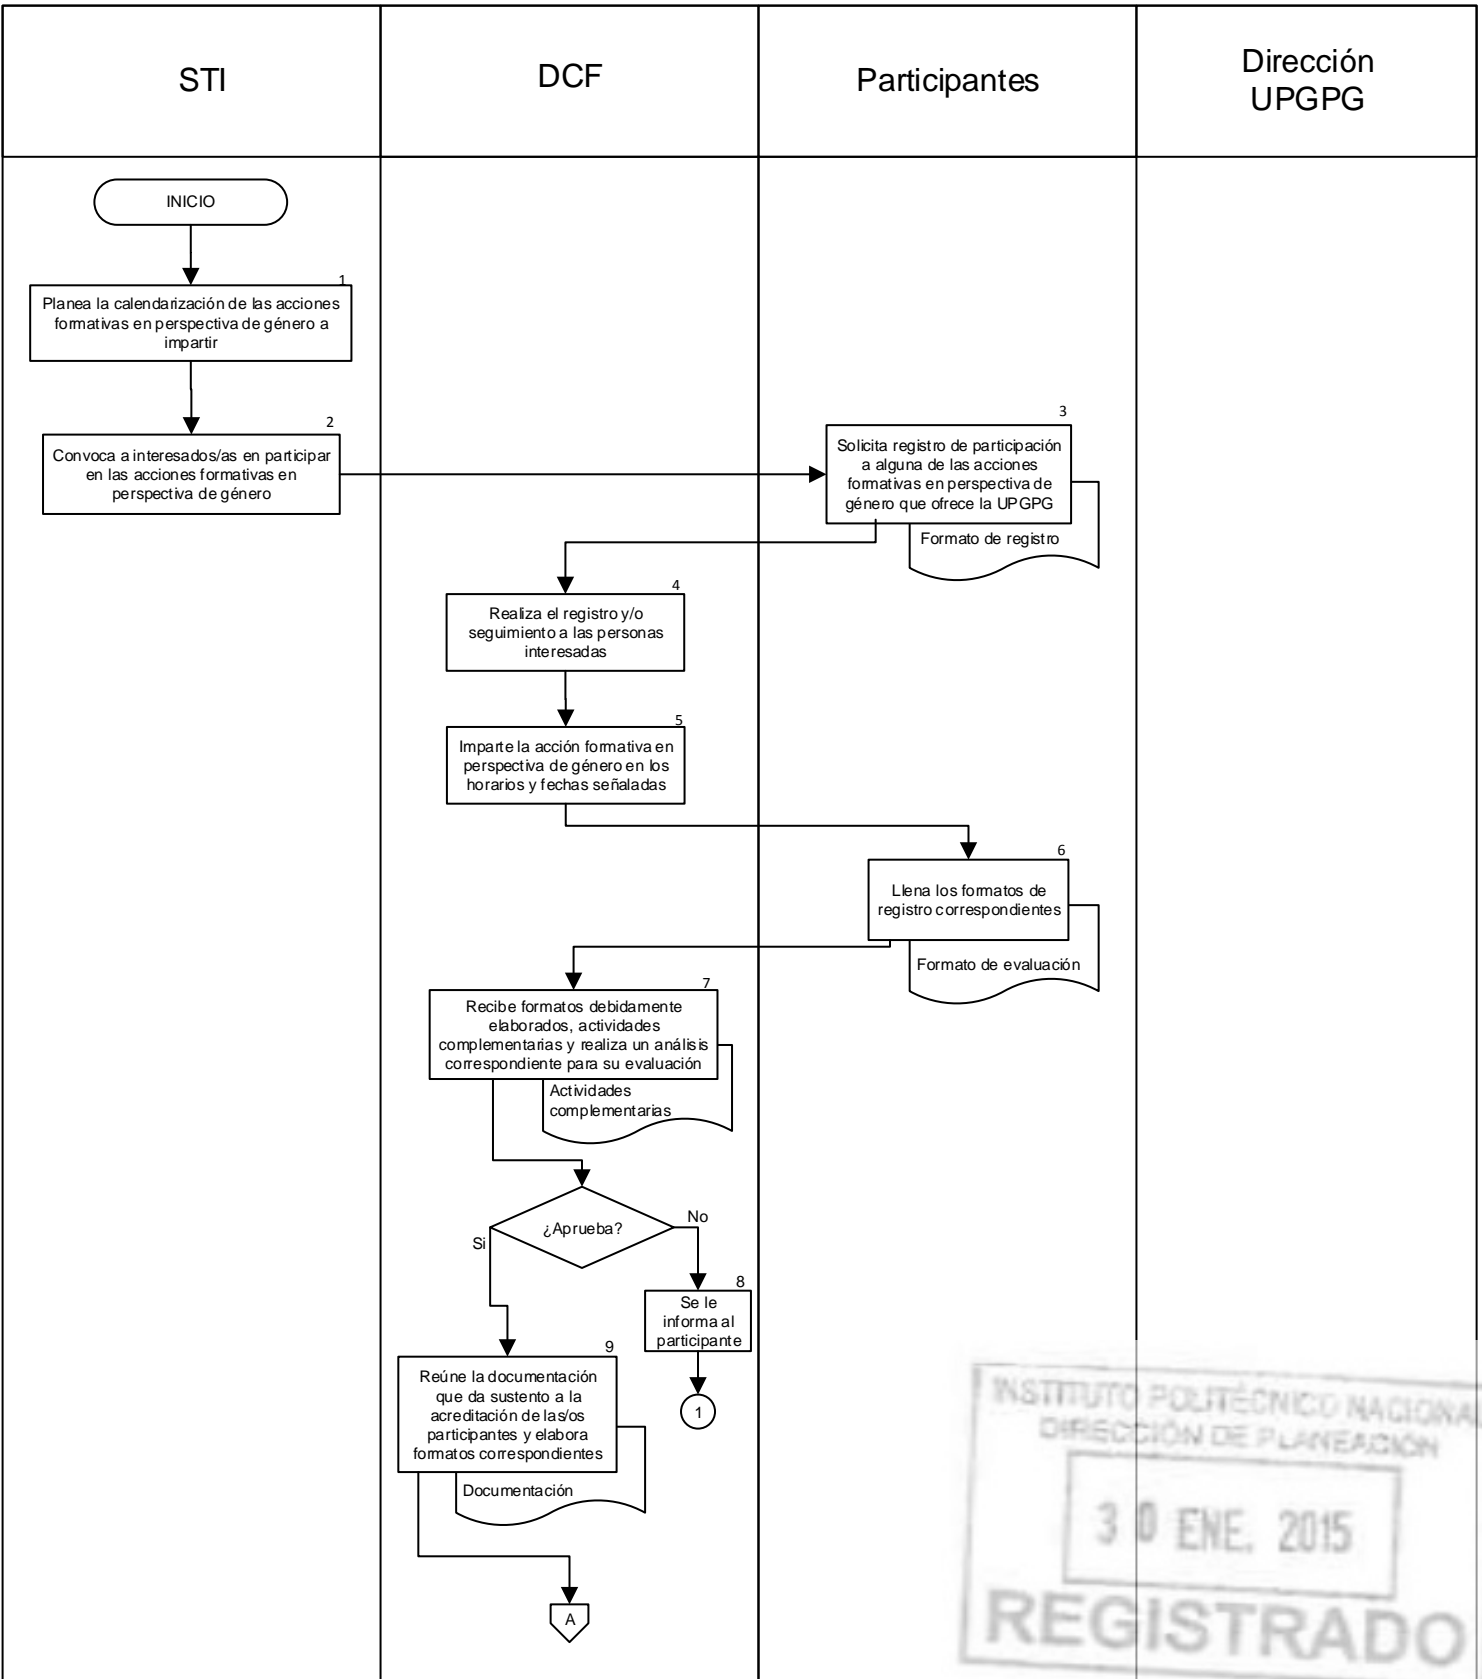 STI
DCF
Participantes
Dirección
UPGPG
INICIO
1
Planea la calendarización de las acciones
formativas en perspectiva de género a
impartir
2
Convoca a interesados/as en participar
en las acciones formativas en
perspectiva de género
3
Solicita registro de participación
a alguna de las acciones
formativas en perspectiva de
género que ofrece la UPGPG
Formato de registro
4
Realiza el registro y/o
seguimiento a las personas
interesadas
5
Imparte la acción formativa en
perspectiva de género en los
horarios y fechas señaladas
6
Llena los formatos de
registro correspondientes
Formato de evaluación
7
Recibe formatos debidamente
elaborados, actividades
complementarias y realiza un análisis
correspondiente para su evaluación
Actividades
complementarias
¿Aprueba?
No
Si
8
Se le
informa al
participante
1
9
Reúne la documentación
que da sustento a la
acreditación de las/os
participantes y elabora
formatos correspondientes
Documentación
A
INSTITUTO POLITÉCNICO NACIONAL
DIRECCIÓN DE PLANEACIÓN
30 ENE. 2015
REGISTRADO